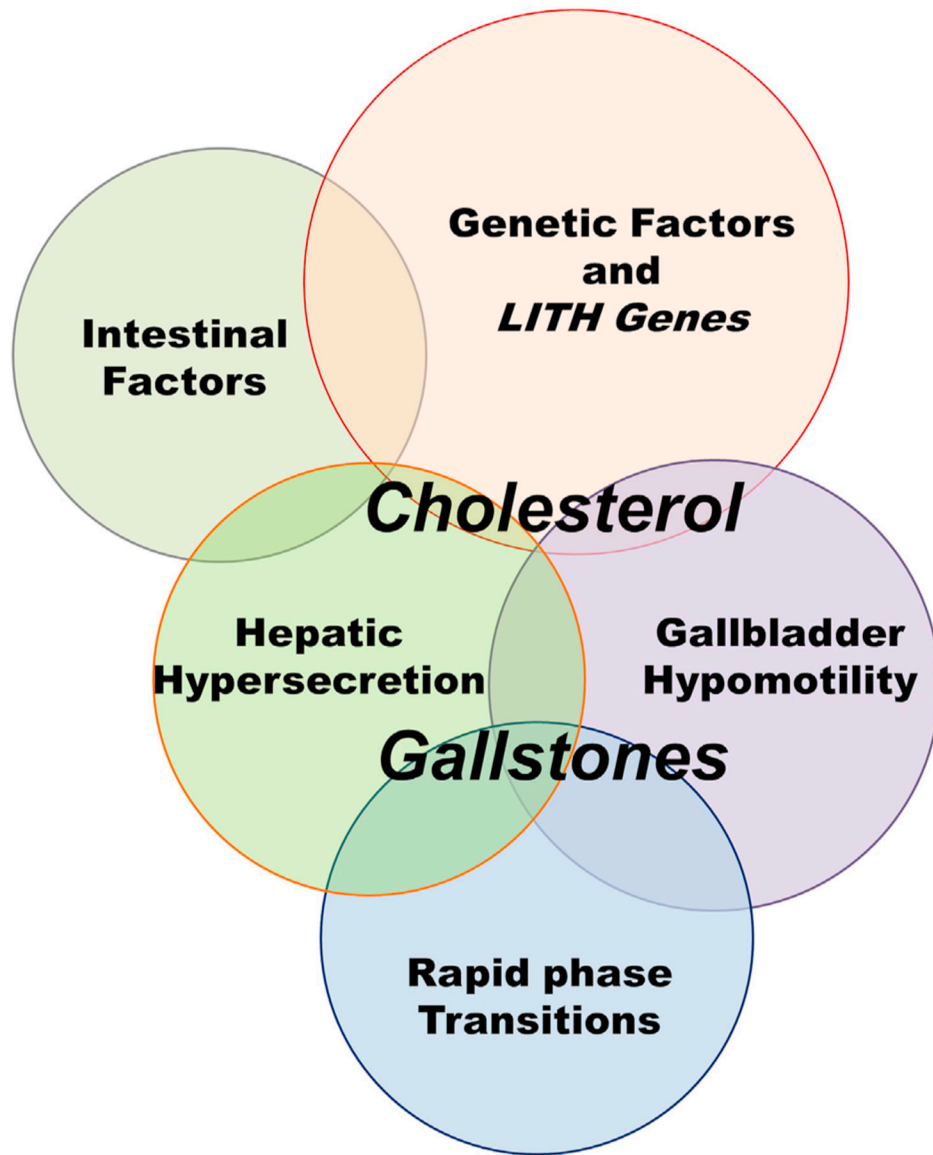 Genetic Factors
and
LITH Genes
Intestinal
Factors
Cholesterol
Hepatic
Hypersecretion
Gallbladder
Hypomotility
Gallstones
Rapid phase
Transitions